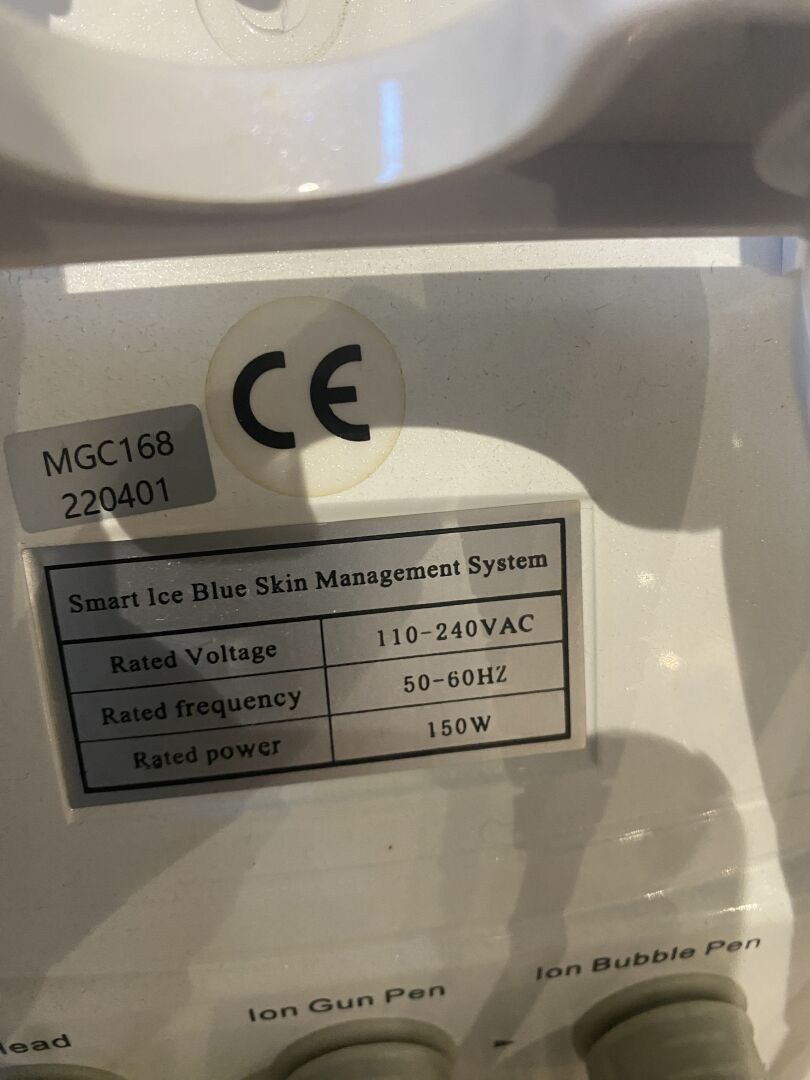 CE
MGC168
220401
Smart Ice Blue Skin Management System
Rated Voltage 110-240VAC
Rated frequency 50-60HZ
Rated power 150W
Ion Bubble Pen
Ion Gun Pen